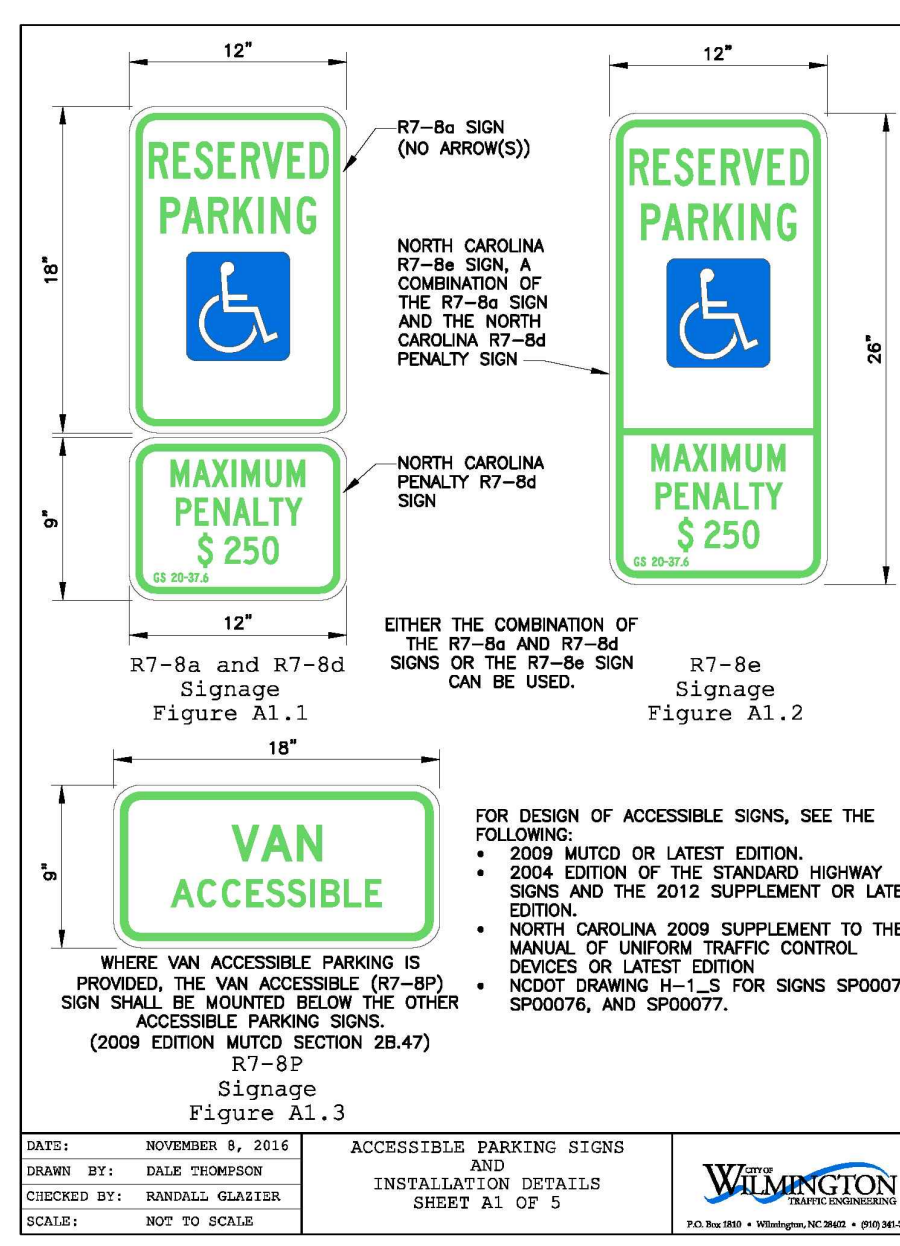 12"
18"
RESERVED
PARKING
R7-8a SIGN
(NO ARROW(S))
9"
MAXIMUM
PENALTY
$ 250
GS 20-37.6
NORTH CAROLINA
PENALTY R7-8d
SIGN
12"
R7-8a and R7-8d
Signage
Figure A1.1
NORTH CAROLINA
R7-8e SIGN, A
COMBINATION OF
THE R7-8a SIGN
AND THE NORTH
CAROLINA R7-8d
PENALTY SIGN
12"
26"
RESERVED
PARKING
MAXIMUM
PENALTY
$ 250
GS 20-37.6
EITHER THE COMBINATION OF
THE R7-8a AND R7-8d
SIGNS OR THE R7-8e SIGN
CAN BE USED.
R7-8e
Signage
Figure A1.2
18"
9"
VAN
ACCESSIBLE
WHERE VAN ACCESSIBLE PARKING IS
PROVIDED, THE VAN ACCESSIBLE (R7-8P)
SIGN SHALL BE MOUNTED BELOW THE OTHER
ACCESSIBLE PARKING SIGNS.
(2009 EDITION MUTCD SECTION 2B.47)
R7-8P
Signage
Figure A1.3
FOR DESIGN OF ACCESSIBLE SIGNS, SEE THE
FOLLOWING:
• 2009 MUTCD OR LATEST EDITION.
• 2004 EDITION OF THE STANDARD HIGHWAY
SIGNS AND THE 2012 SUPPLEMENT OR
EDITION.
• NORTH CAROLINA 2009 SUPPLEMENT TO THE
MANUAL OF UNIFORM TRAFFIC CONTROL
DEVICES OR LATEST EDITION
• NCDOT DRAWING H-1_S FOR SIGNS
SP00076, AND SP00077.
DATE: NOVEMBER 8, 2016
DRAWN BY: DALE THOMPSON
CHECKED BY: RANDALL GLAZIER
SCALE: NOT TO SCALE
ACCESSIBLE PARKING SIGNS
AND
INSTALLATION DETAILS
SHEET A1 OF 5
CITY OF
WILMINGTON
TRAFFIC ENGINEERING
P.O. Box 1810 • Wilmington, NC 28402 • (910)